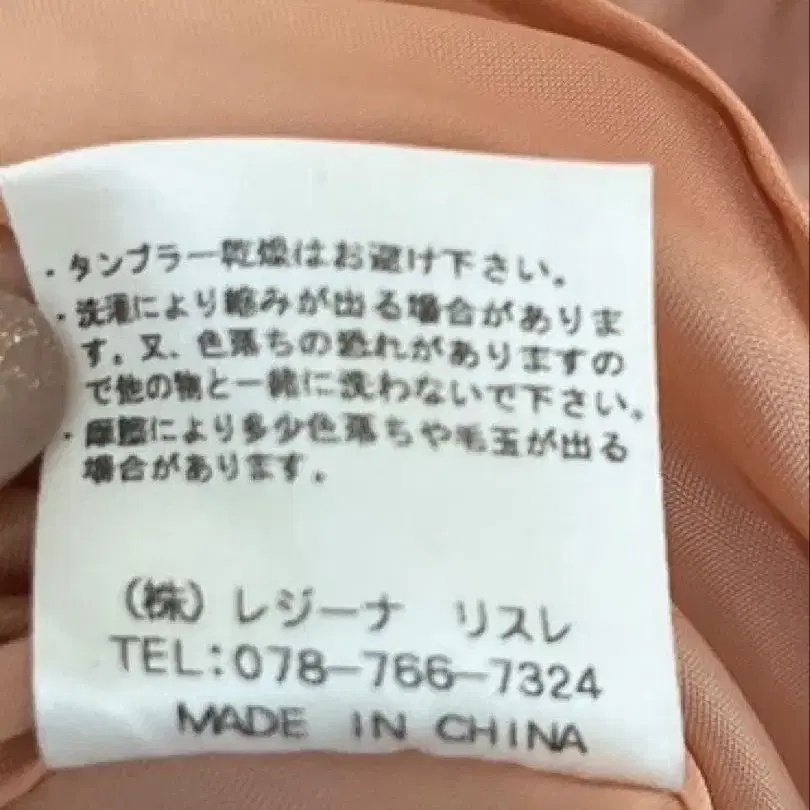 ・タンブラー乾燥はお避け下さい。
・洗濯により縮みが出る場合がありま
す。又、色落ちの恐れがありますの
で他の物と一緒に洗わないで下さい。
・摩擦により多少色落ちや毛玉が出る
場合があります。
(株) レジーナ リスレ
TEL:078-766-7324
MADE IN CHINA